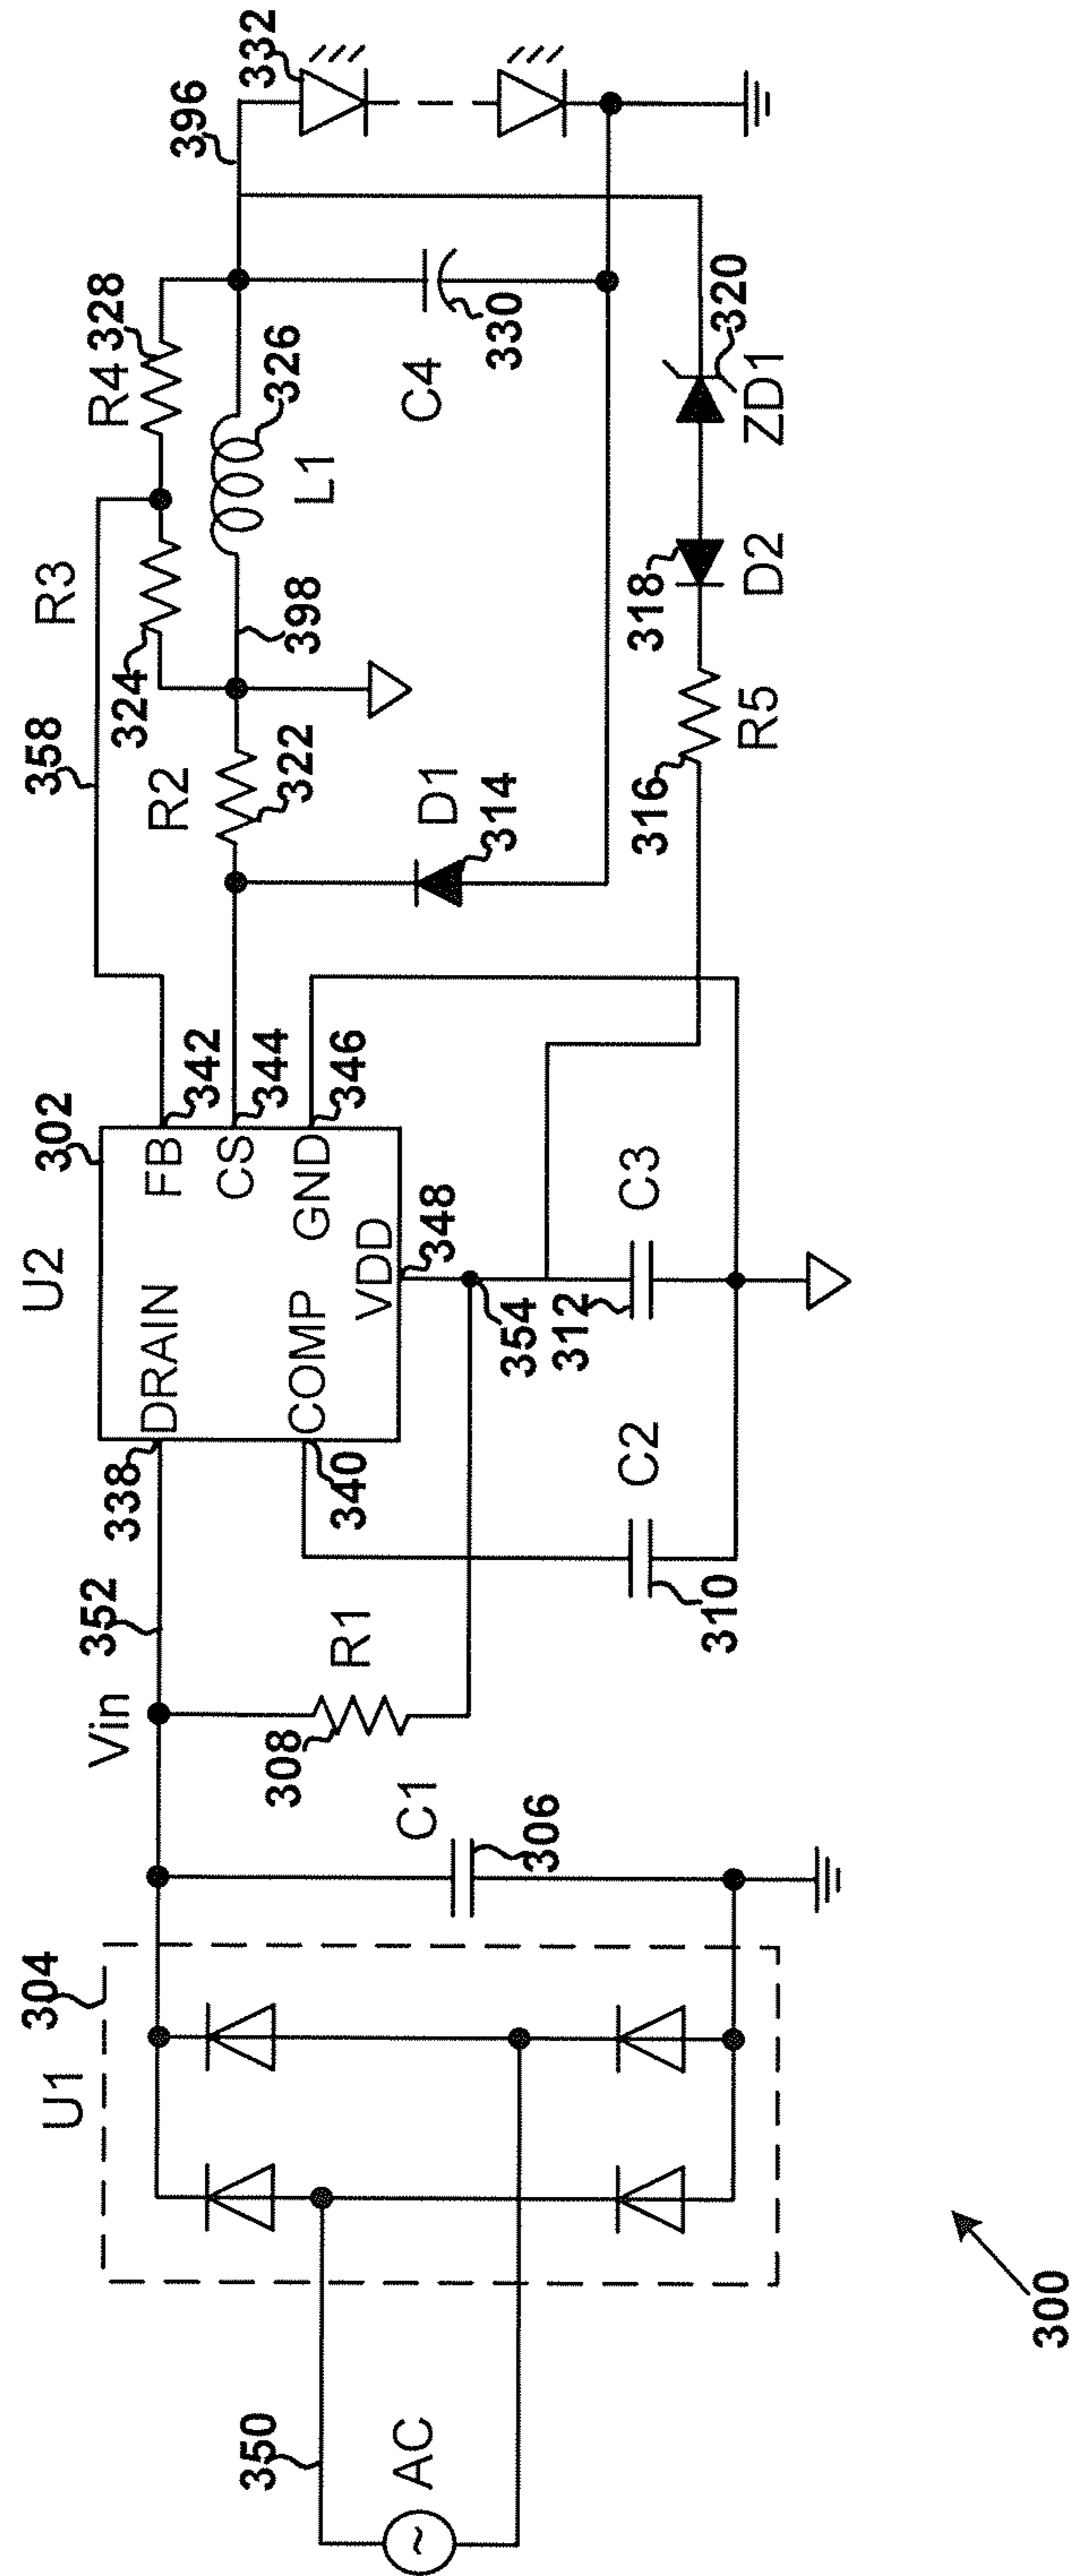 300
350
AC
~
U1
304
C1
306
Vin
352
308
R1
338
DRAIN
U2
302
340
COMP
FB
342
CS
344
GND
346
VDD
348
354
C2
310
312
C3
358
R3
324
R4
328
R2
322
398
L1
326
D1
314
C4
330
396
332
316
R5
318
D2
320
ZD1